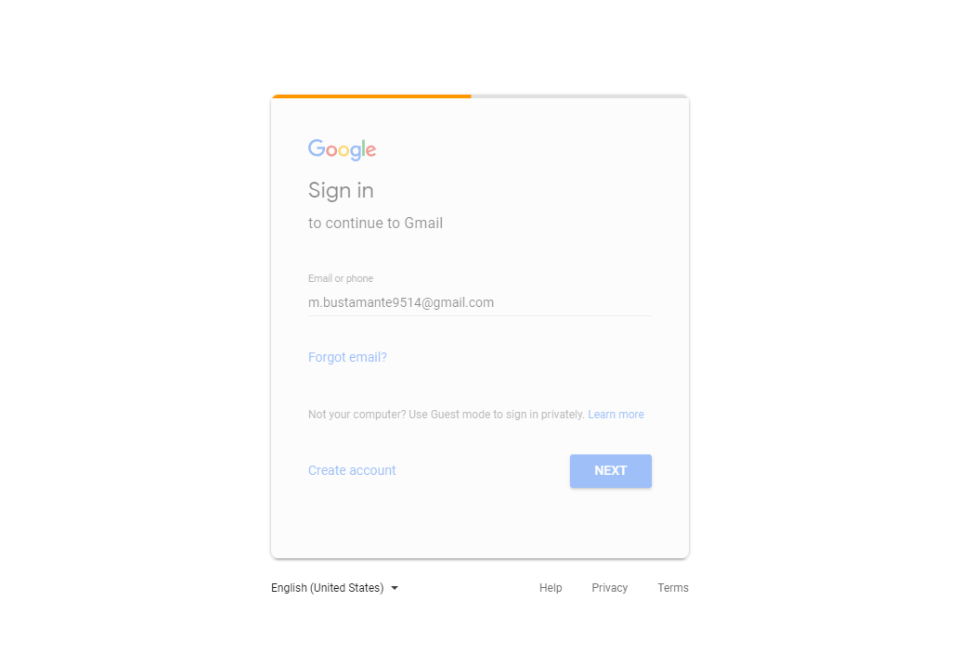 Google
Sign in
to continue to Gmail
Email or phone
m.bustamante9514@gmail.com
Forgot email?
Not your computer? Use Guest mode to sign in privately. Learn more
Create account NEXT
English (United States) Help Privacy Terms